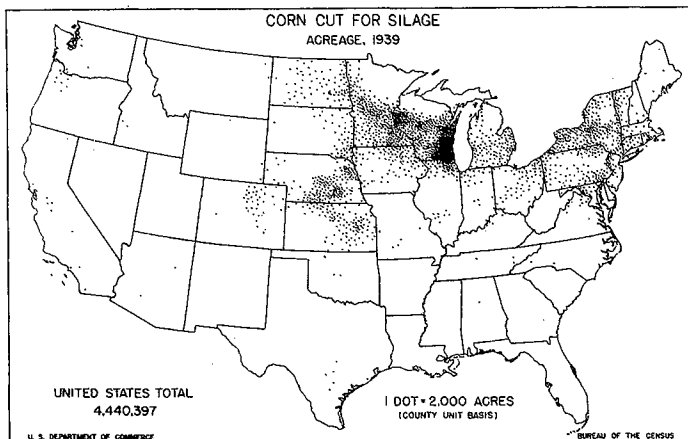 CORN CUT FOR SILAGE
ACREAGE, 1939
UNITED STATES TOTAL
4,440,397
1 DOT = 2,000 ACRES
(COUNTY UNIT BASIS)
U. S. DEPARTMENT OF COMMERCE
BUREAU OF THE CENSUS